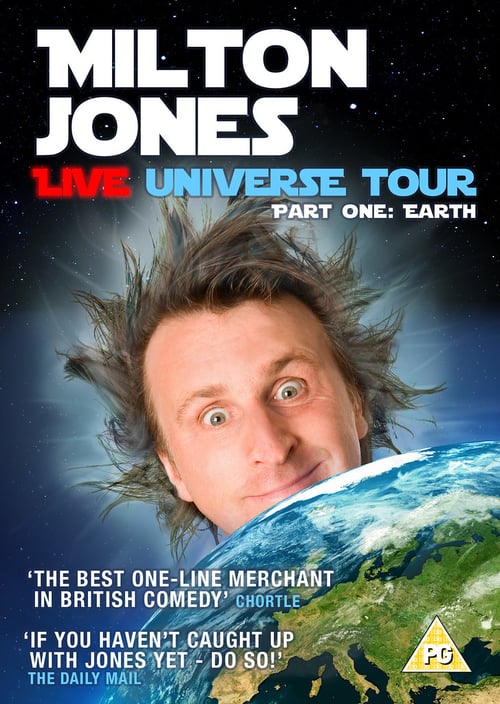 MILTON
JONES
LIVE UNIVERSE TOUR
PART ONE: EARTH
‘THE BEST ONE-LINE MERCHANT
IN BRITISH COMEDY’ CHORTLE
‘IF YOU HAVEN’T CAUGHT UP
WITH JONES YET - DO SO!’
THE DAILY MAIL
PG